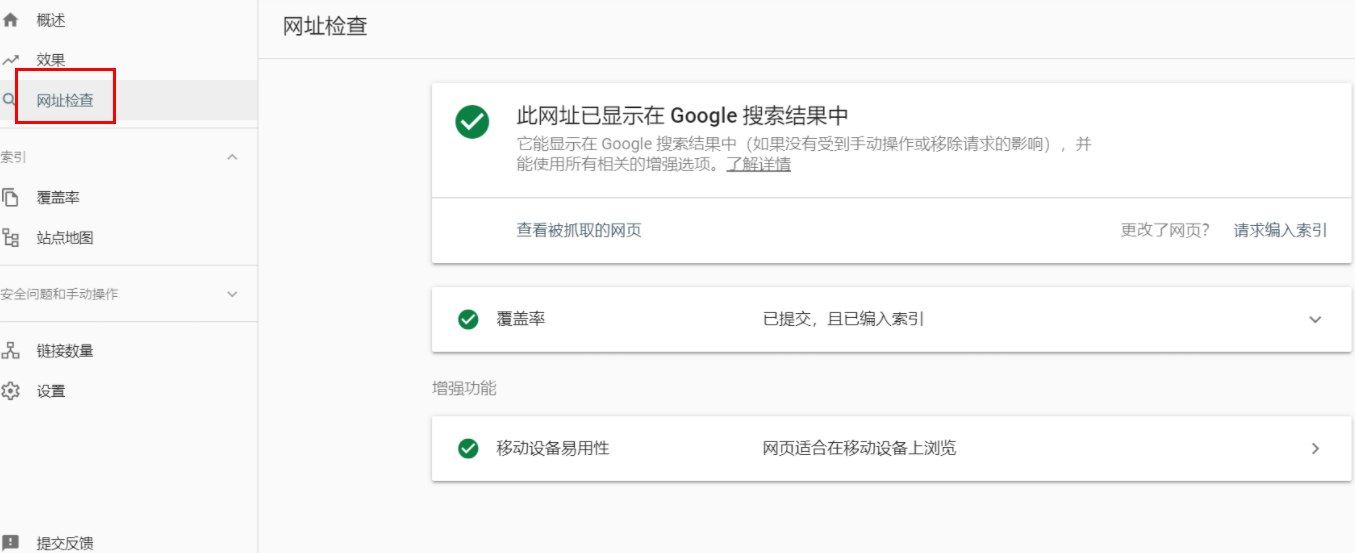 概述
效果
网址检查
索引
覆盖率
站点地图
安全问题和手动操作
链接数量
设置
提交反馈
网址检查
此网址已显示在 Google 搜索结果中
它能显示在 Google 搜索结果中（如果没有受到手动操作或移除请求的影响），并
能使用所有相关的增强选项。了解详情
查看被抓取的网页
更改了网页？ 请求编入索引
覆盖率 已提交，且已编入索引
增强功能
移动设备易用性 网页适合在移动设备上浏览